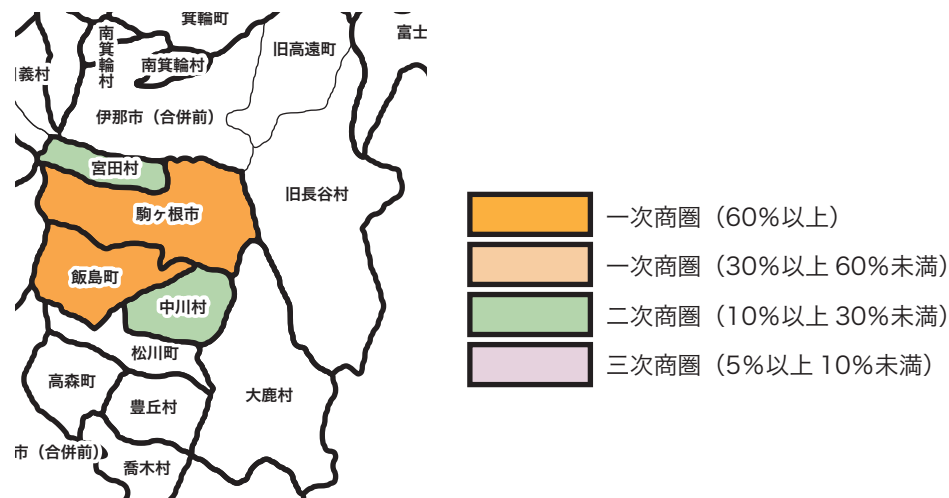 箕輪町
南箕輪村
南箕輪村
旧高遠町
富士
義村
伊那市（合併前）
宮田村
旧長谷村
駒ヶ根市
飯島町
中川村
松川町
高森町
大鹿村
豊丘村
市（合併前）
喬木村
一次商圏（60%以上）
一次商圏（30%以上 60%未満）
二次商圏（10%以上 30%未満）
三次商圏（5%以上 10%未満）